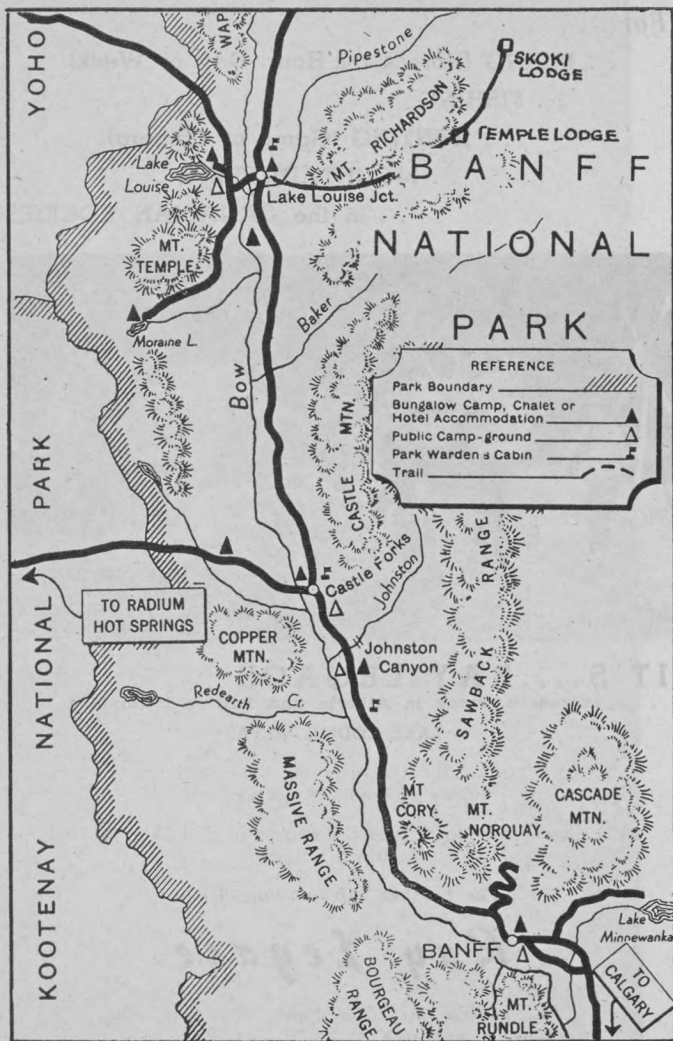 YOHO
WAP
Pipestone
SKOKI
LODGE
MT. RICHARDSON
TEMPLE LODGE
Lake
Louise
Lake Louise Jct.
BANFF
NATIONAL
PARK
MT.
TEMPLE
Moraine L.
Baker
Bow
REFERENCE
Park Boundary
Bungalow Camp, Chalet or
Hotel Accommodation
Public Camp-ground
Park Warden's Cabin
Trail
CASTLE MTN.
PARK
Castle Forks
Johnston
TO RADIUM
HOT SPRINGS
COPPER
MTN.
Johnston
Canyon
SAWBACK RANGE
Redearth Cr.
NATIONAL
MASSIVE RANGE
MT
CORY
MT.
NORQUAY
CASCADE
MTN.
KOOTENAY
Lake
Minnewanka
BANFF
BOURGEAU
RANGE
MT.
RUNDLE
TO
CALGARY